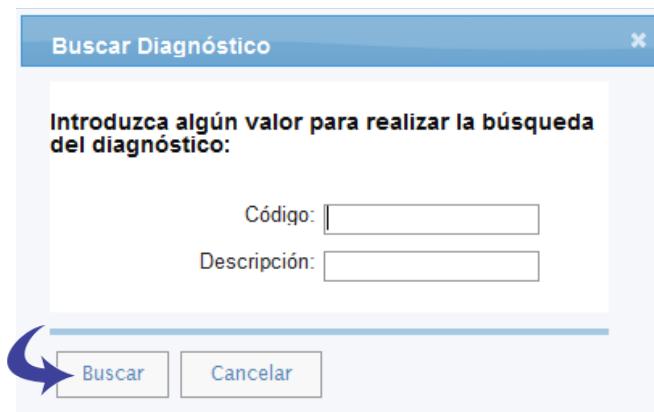 Buscar Diagnóstico
Introduzca algún valor para realizar la búsqueda
del diagnóstico:
Código:
Descripción:
Buscar Cancelar